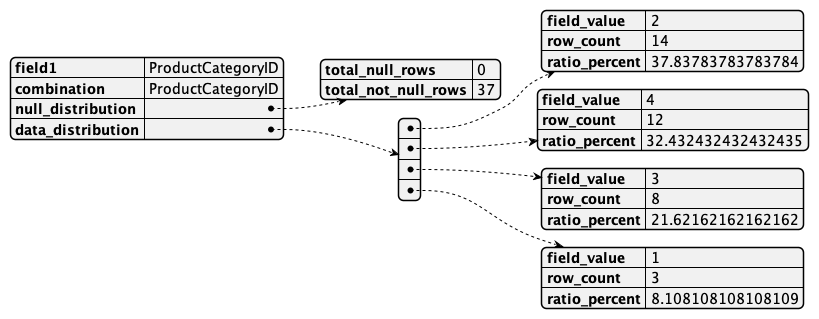 field1 ProductCategoryID
combination ProductCategoryID
null_distribution
data_distribution
total_null_rows 0
total_not_null_rows 37
field_value 2
row_count 14
ratio_percent 37.83783783783784
field_value 4
row_count 12
ratio_percent 32.432432432432435
field_value 3
row_count 8
ratio_percent 21.62162162162162
field_value 1
row_count 3
ratio_percent 8.108108108108109